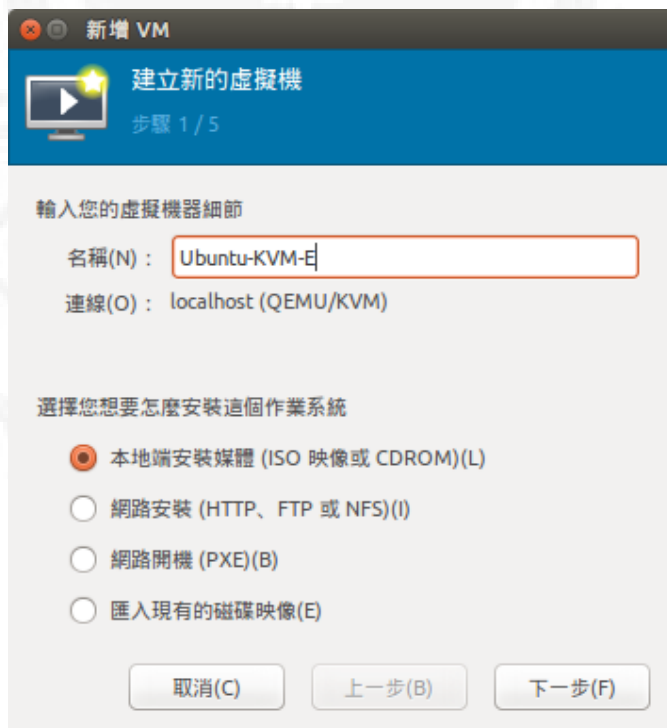 新增 VM
建立新的虛擬機
步驟 1 / 5
輸入您的虛擬機器細節
名稱(N)： Ubuntu-KVM-E
連線(O)： localhost (QEMU/KVM)
選擇您想要怎麼安裝這個作業系統
本地端安裝媒體 (ISO 映像或 CDROM)(L)
網路安裝 (HTTP、FTP 或 NFS)(I)
網路開機 (PXE)(B)
匯入現有的磁碟映像(E)
取消(C) 上一步(B) 下一步(F)